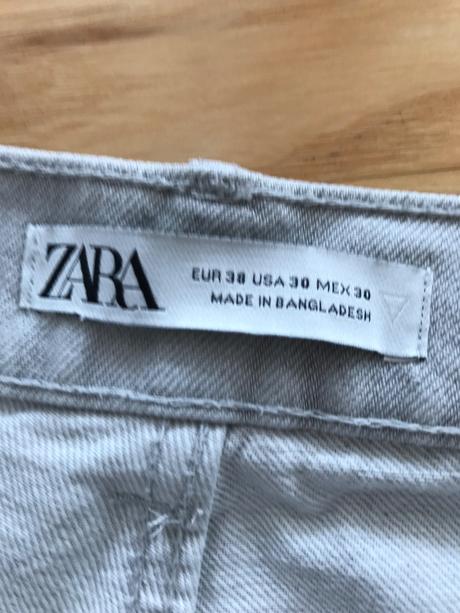 ZARA
EUR 38 USA 30 MEX 30
MADE IN BANGLADESH